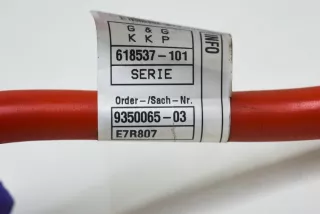 G & G
K K P
618537-101
SERIE
Order-/Sach-Nr.
9350065-03
E7R807
INFO